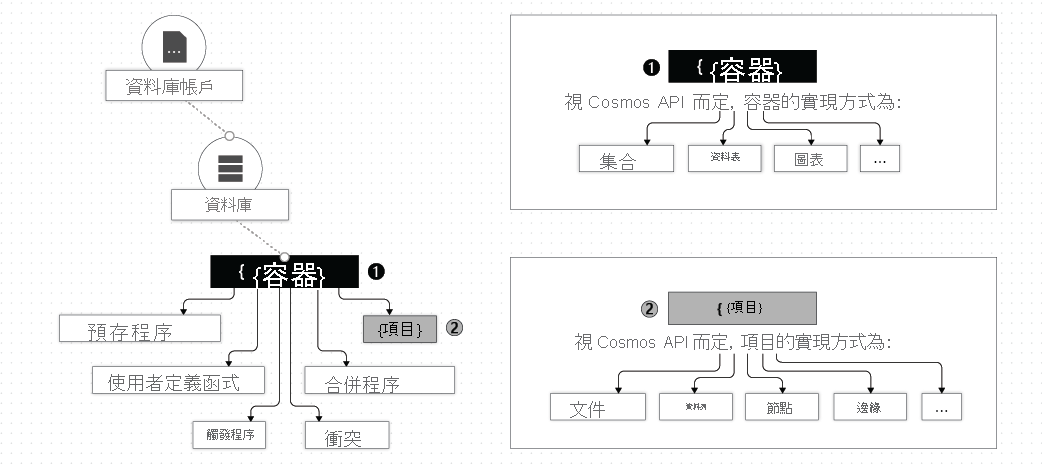 資料庫帳戶
資料庫
{ {容器} ❶
預存程序
{項目} ②
使用者定義函式
合併程序
觸發程序
衝突
❶ { {容器}
視 Cosmos API 而定, 容器的實現方式為:
集合
資料表
圖表
...
② { {項目}
視 Cosmos API 而定, 項目的實現方式為:
文件
資料列
節點
邊緣
...